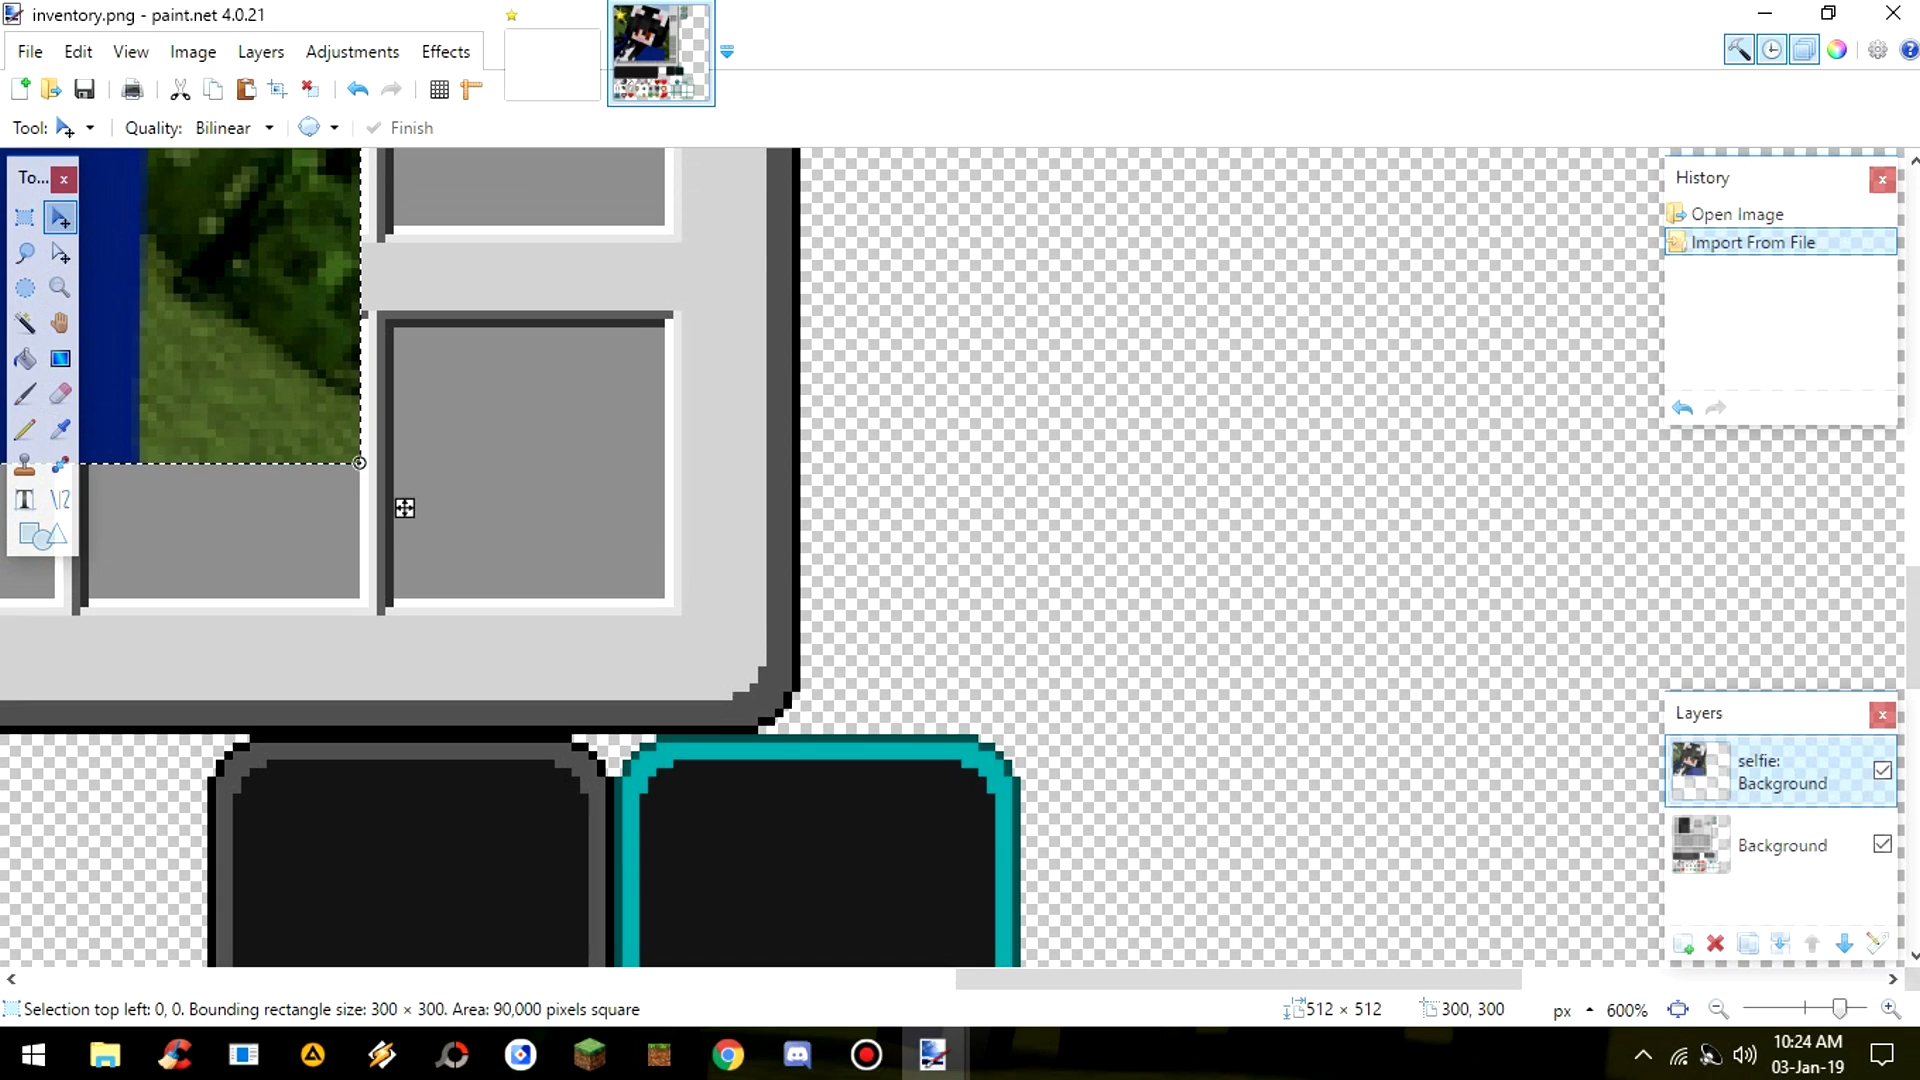 inventory.png - paint.net 4.0.21
File Edit View Image Layers Adjustments Effects
Tool: Quality: Bilinear Finish
To...
History
Open Image
Import From File
Layers
selfie:
Background
Background
Selection top left: 0, 0. Bounding rectangle size: 300 × 300. Area: 90,000 pixels square
512 × 512
300, 300
px
600%
10:24 AM
03-Jan-19